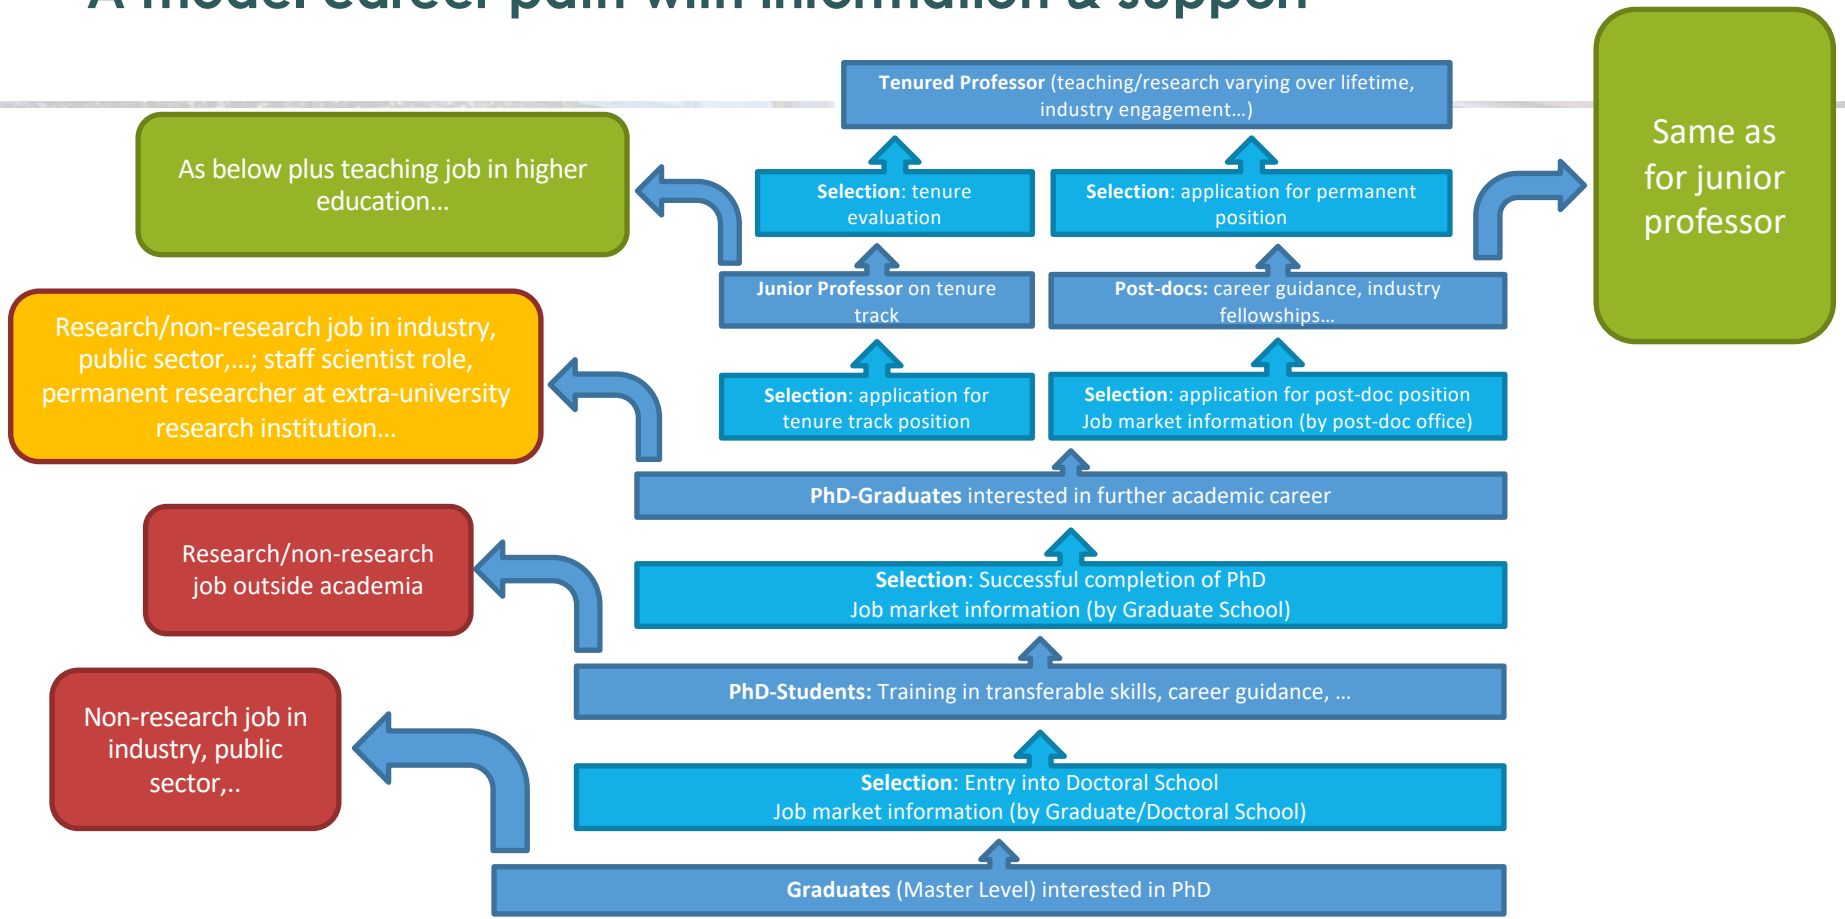 A model career path with information & support
Tenured Professor (teaching/research varying over lifetime,
industry engagement…)
Same as
for junior
professor
As below plus teaching job in higher
education…
Selection: tenure
evaluation
Selection: application for permanent
position
Junior Professor on tenure
track
Post-docs: career guidance, industry
fellowships…
Research/non-research job in industry,
public sector,…; staff scientist role,
permanent researcher at extra-university
research institution…
Selection: application for
tenure track position
Selection: application for post-doc position
Job market information (by post-doc office)
PhD-Graduates interested in further academic career
Research/non-research
job outside academia
Selection: Successful completion of PhD
Job market information (by Graduate School)
PhD-Students: Training in transferable skills, career guidance, …
Non-research job in
industry, public
sector,..
Selection: Entry into Doctoral School
Job market information (by Graduate/Doctoral School)
Graduates (Master Level) interested in PhD